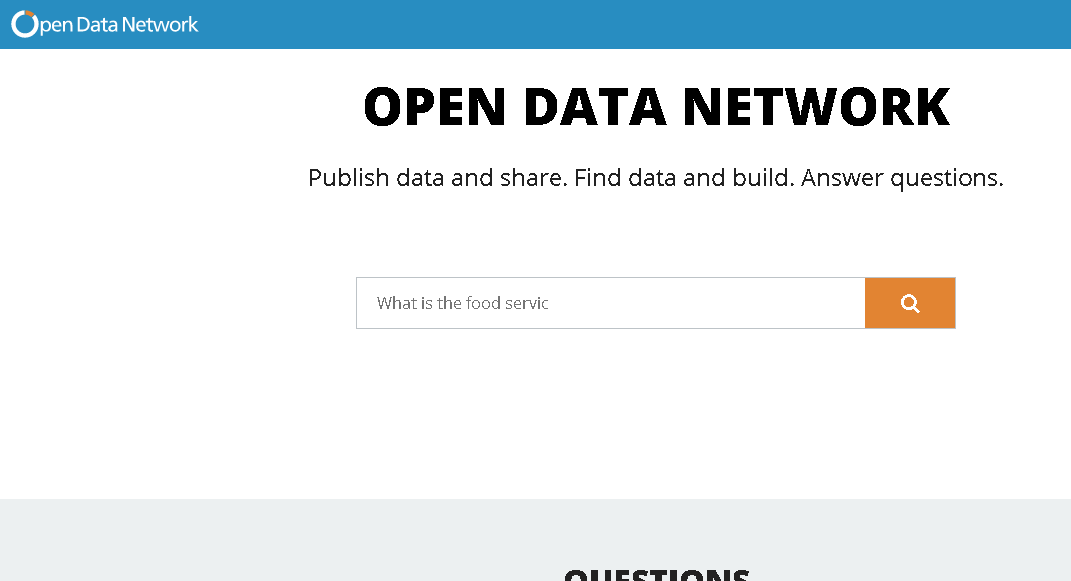 Open Data Network
OPEN DATA NETWORK
Publish data and share. Find data and build. Answer questions.
What is the food servic
QUESTIONS